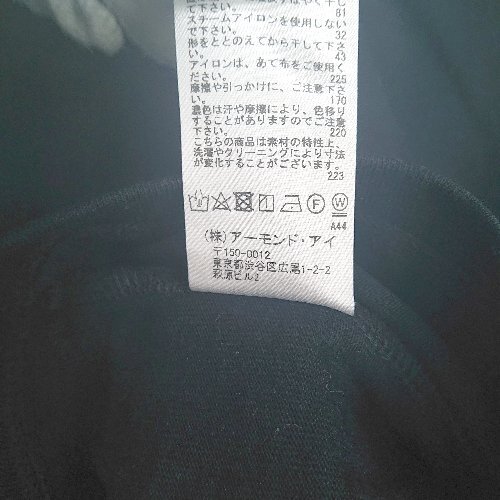 て下さい。
81
スチームアイロンを使用しない
で下さい。
32
形をととのえてから干して下さ
い。
43
アイロンは、あて布をご使用く
ださい。
225
摩擦や引っかけに、ご注意下さ
い。
170
濃色は汗や摩擦により、色移り
することがありますのでご注意
下さい。
220
こちらの商品は素材の特性上、
洗濯やクリーニングにより寸法
が変化することがございます。
223
F W
A44
(株)アーモンド・アイ
〒150-0012
東京都渋谷区広尾1-2-2
萩原ビル2